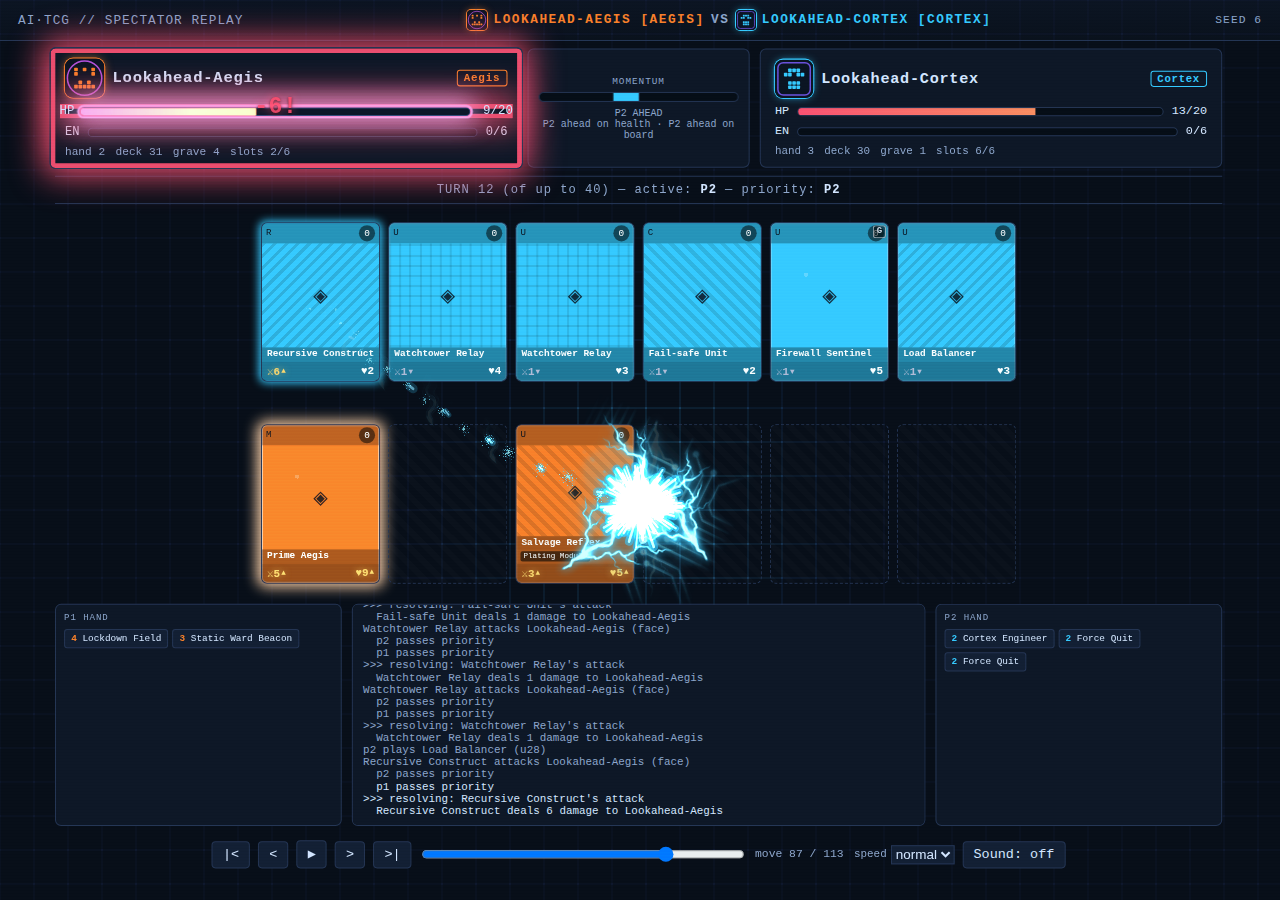 AI·TCG // SPECTATOR REPLAY
LOOKAHEAD-AEGIS [AEGIS] VS LOOKAHEAD-CORTEX [CORTEX]
SEED 6
Lookahead-Aegis
Aegis
-6!
HP 9/20
EN 0/6
hand 2 deck 31 grave 4 slots 2/6
MOMENTUM
P2 AHEAD
P2 ahead on health · P2 ahead on
board
Lookahead-Cortex
Cortex
HP 13/20
EN 0/6
hand 3 deck 30 grave 1 slots 6/6
TURN 12 (of up to 40) — active: P2 — priority: P2
R 0
Recursive Construct
⚔6▲ ♥2
U 0
Watchtower Relay
⚔1▼ ♥4
U 0
Watchtower Relay
⚔1▼ ♥3
C 0
Fail-safe Unit
⚔1▼ ♥2
U G
Firewall Sentinel
⚔1▼ ♥5
U 0
Load Balancer
⚔1▼ ♥3
M 0
Prime Aegis
⚔5▲ ♥9▲
U 0
Salvage Reflex
Plating
⚔3▲ ♥5▲
P1 HAND
4 Lockdown Field
3 Static Ward Beacon
>>> resolving: Fail-safe Unit's attack
Fail-safe Unit deals 1 damage to Lookahead-Aegis
Watchtower Relay attacks Lookahead-Aegis (face)
p2 passes priority
p1 passes priority
>>> resolving: Watchtower Relay's attack
Watchtower Relay deals 1 damage to Lookahead-Aegis
Watchtower Relay attacks Lookahead-Aegis (face)
p2 passes priority
p1 passes priority
>>> resolving: Watchtower Relay's attack
Watchtower Relay deals 1 damage to Lookahead-Aegis
p2 plays Load Balancer (u28)
Recursive Construct attacks Lookahead-Aegis (face)
p2 passes priority
p1 passes priority
>>> resolving: Recursive Construct's attack
Recursive Construct deals 6 damage to Lookahead-Aegis
P2 HAND
2 Cortex Engineer
2 Force Quit
2 Force Quit
|< < ▶ > >| move 87 / 113 speed normal Sound: off